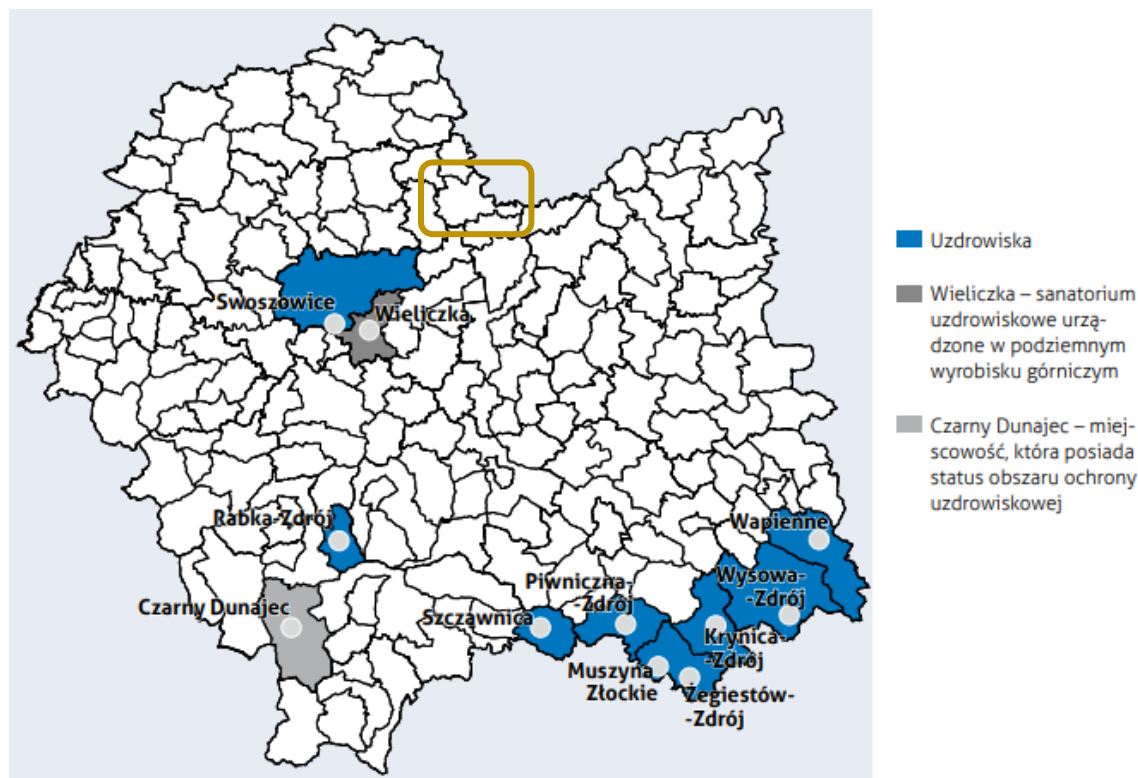 Swoszowice
Wieliczka
Rabka-Zdrój
Czarny Dunajec
Szczawnica
Piwniczna-
-Zdrój
Muszyna
Złockie
Żegiestów-
-Zdrój
Krynica-
-Zdrój
Wysowa-
-Zdrój
Wapienne
Uzdrowiska
Wieliczka – sanatorium
uzdrowiskowe urzą-
dzone w podziemnym
wyrobisku górniczym
Czarny Dunajec – miej-
scowość, która posiada
status obszaru ochrony
uzdrowiskowej